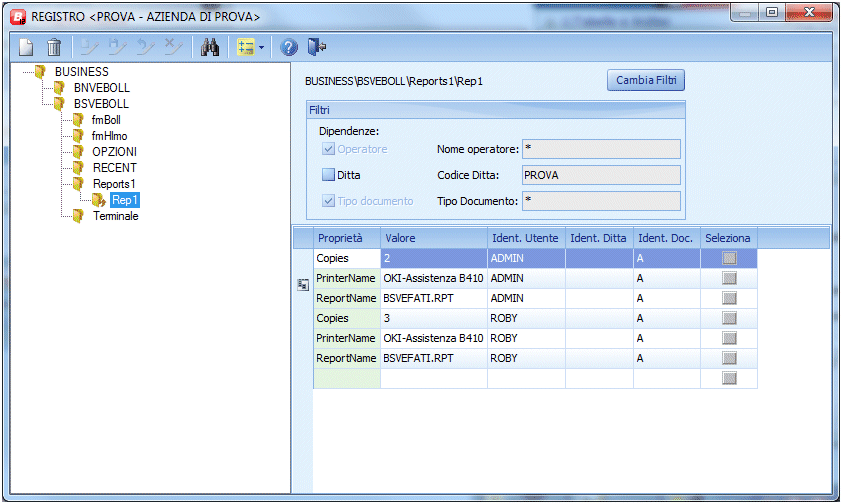 REGISTRO <PROVA - AZIENDA DI PROVA>
BUSINESS
BNVEBOLL
BSVEBOLL
fmBoll
fmHlmo
OPZIONI
RECENT
Reports1
Rep1
Terminale
BUSINESS\BSVEBOLL\Reports1\Rep1
Cambia Filtri
Filtri
Dipendenze:
Operatore Nome operatore: *
Ditta Codice Ditta: PROVA
Tipo documento Tipo Documento: *
Proprietà Valore Ident. Utente Ident. Ditta Ident. Doc. Seleziona
Copies 2 ADMIN A
PrinterName OKI-Assistenza B410 ADMIN A
ReportName BSVEFATI.RPT ADMIN A
Copies 3 ROBY A
PrinterName OKI-Assistenza B410 ROBY A
ReportName BSVEFATI.RPT ROBY A